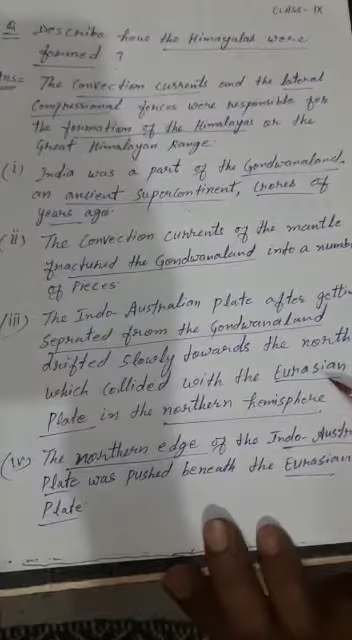 CLASS-IX
Q Describe how the Himayalas were
formed ?
Ans= The Convection currents and the lateral
Compressional forces were responsible for
the formation of the Himalayas or the
Great Himalayan Range.
(i) India was a part of the Gondwanaland,
an ancient supercontinent, crores of
years ago.
(ii) The Convection currents of the mantle
fractured the Gondwanaland into a numb
of Pieces
(iii) The Indo-Australian plate after getti
seprated from the Gondwanaland
drifted slowly towards the north
which collided with the Eurasian
Plate in the northern hemisphere
(iv) The northern edge of the Indo-Austr
Plate was pushed beneath the Eurasian
Plate